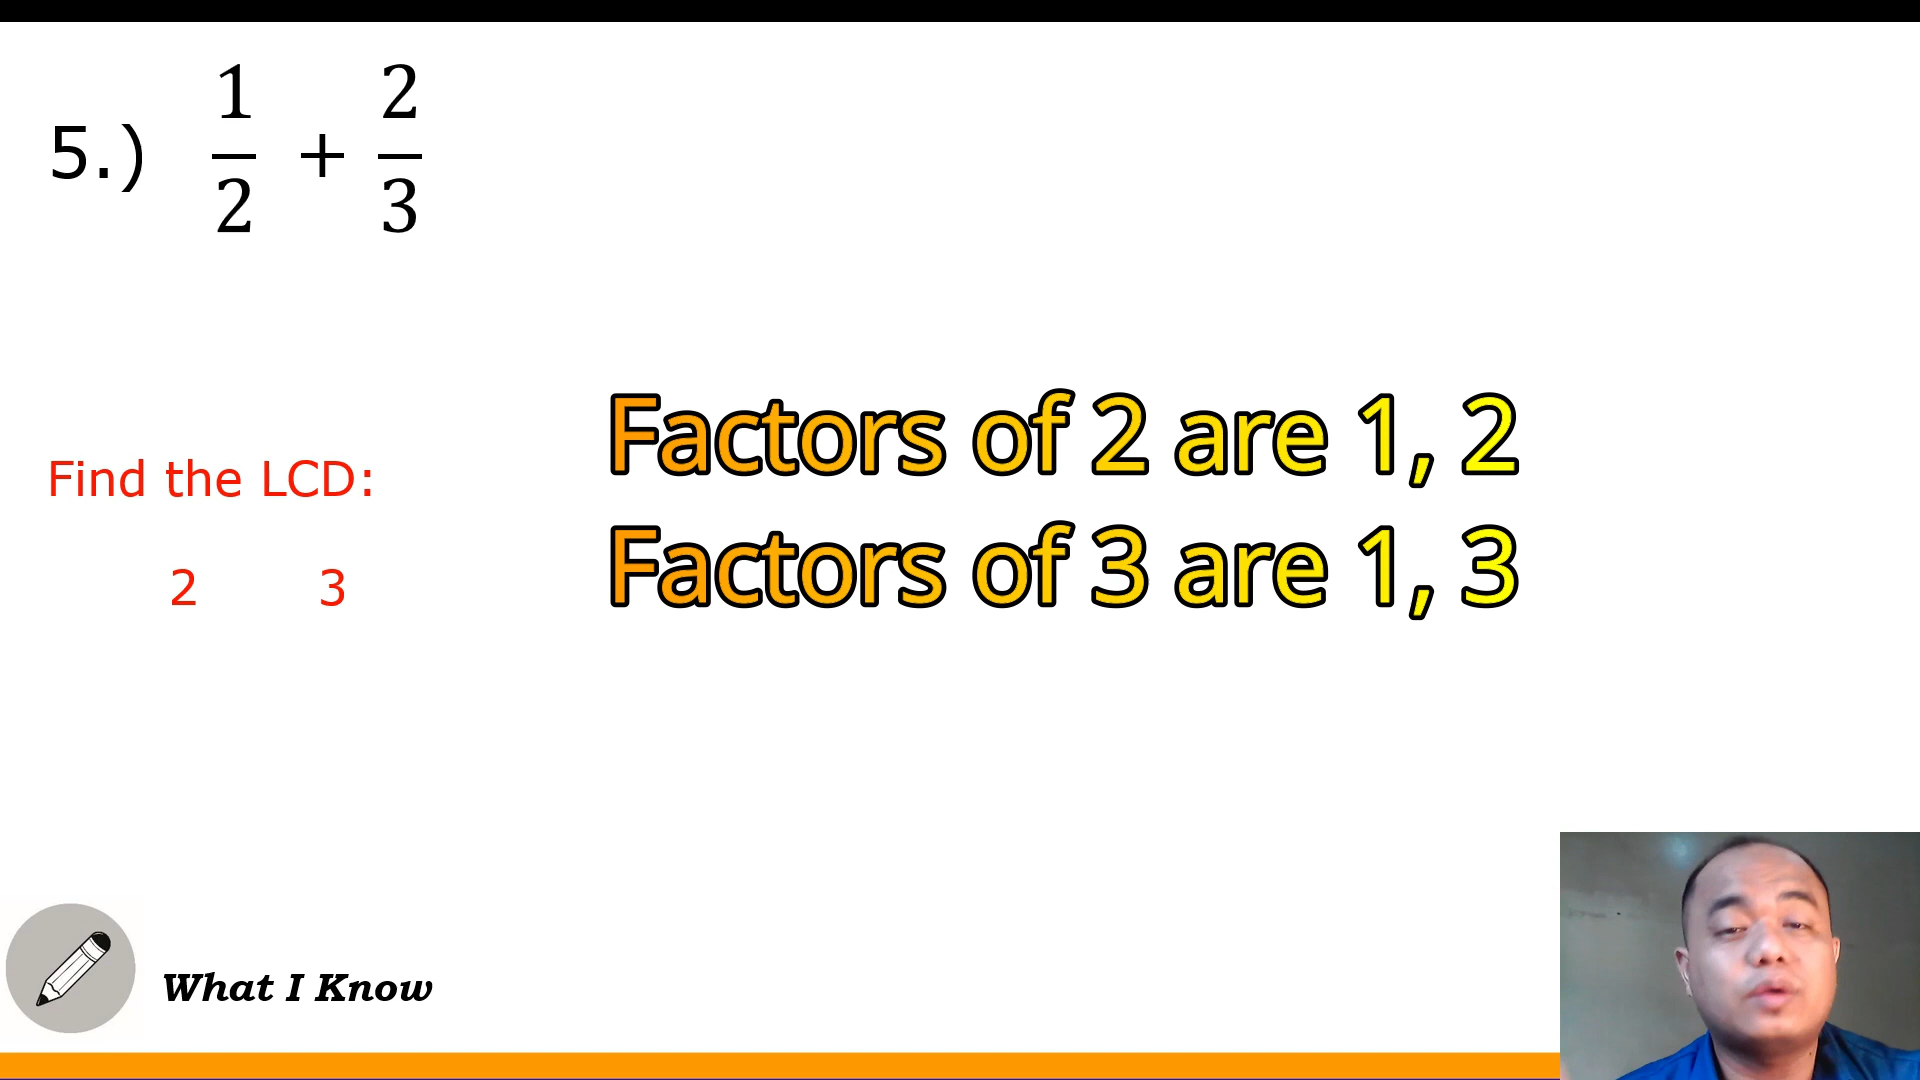 5.) 1/2 + 2/3
Find the LCD:
2 3
Factors of 2 are 1, 2
Factors of 3 are 1, 3
What I Know